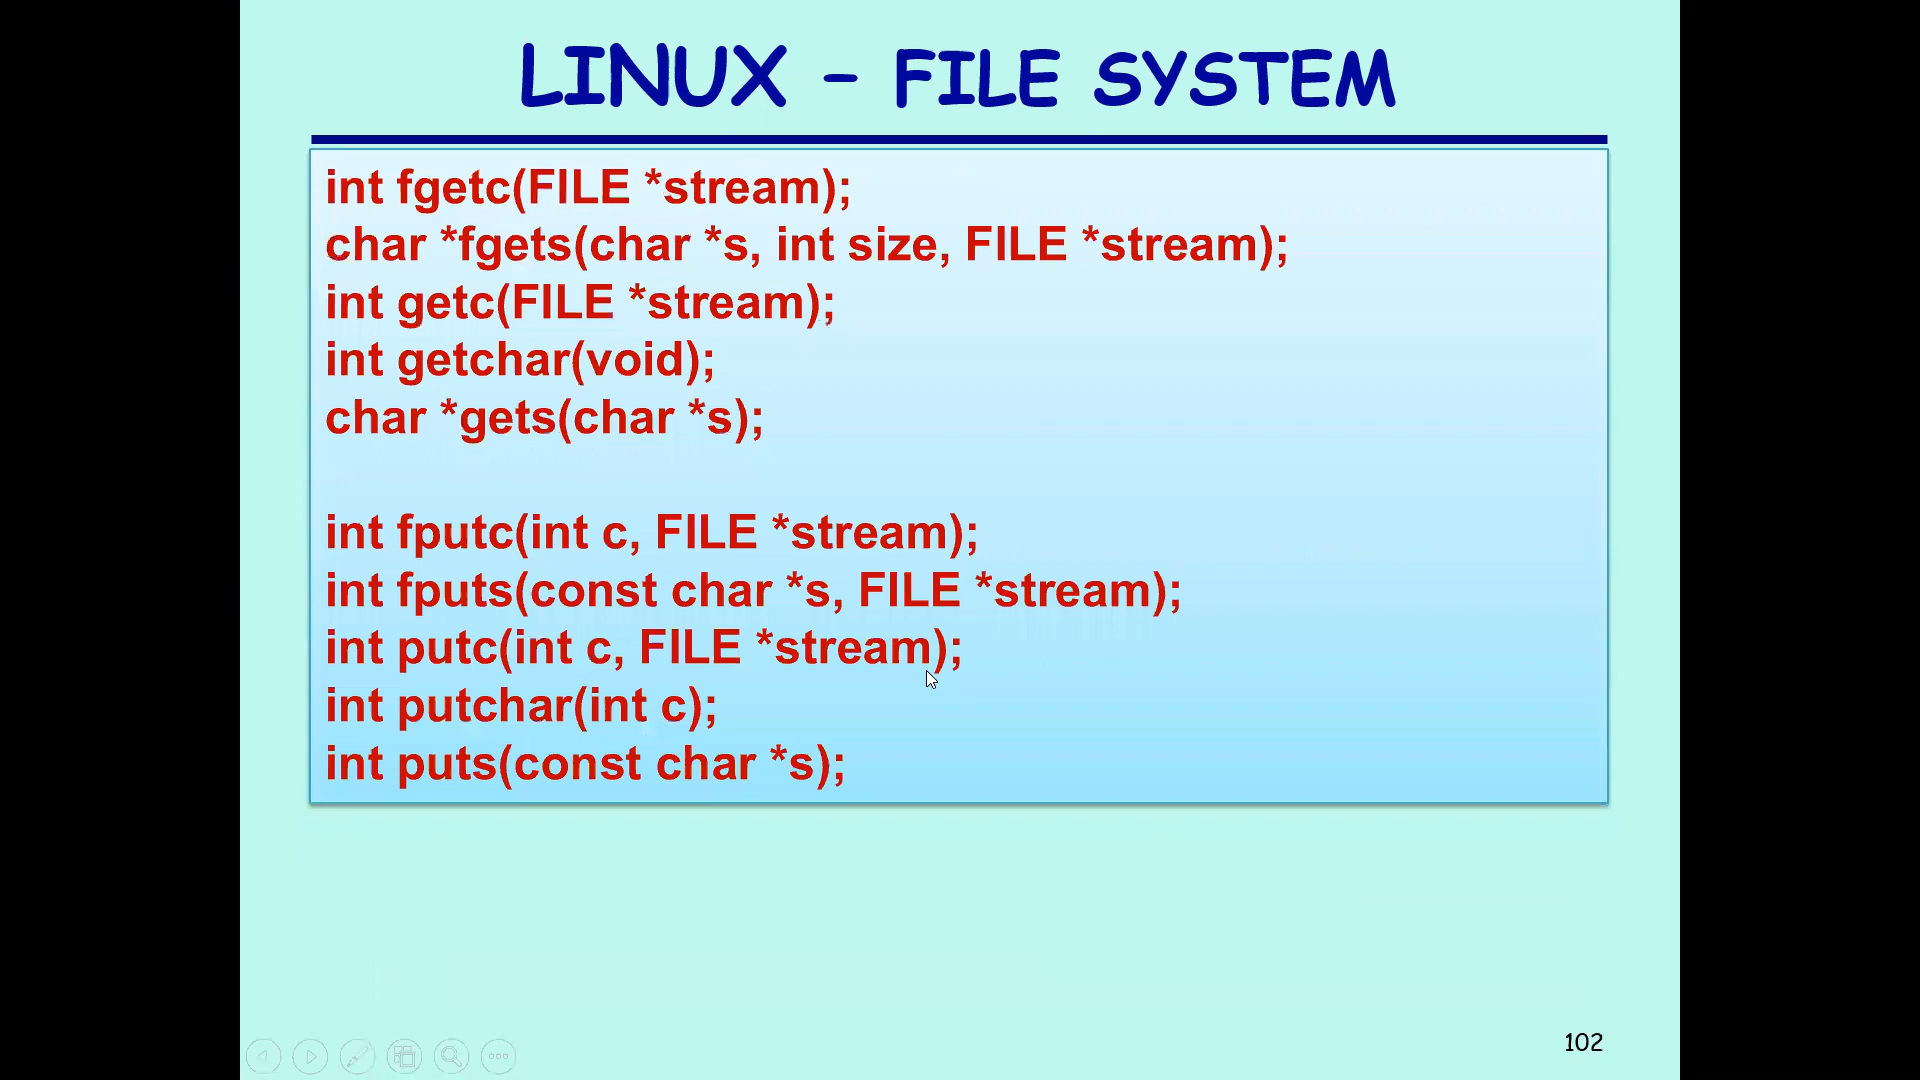 LINUX – FILE SYSTEM
int fgetc(FILE *stream);
char *fgets(char *s, int size, FILE *stream);
int getc(FILE *stream);
int getchar(void);
char *gets(char *s);
int fputc(int c, FILE *stream);
int fputs(const char *s, FILE *stream);
int putc(int c, FILE *stream);
int putchar(int c);
int puts(const char *s);
102